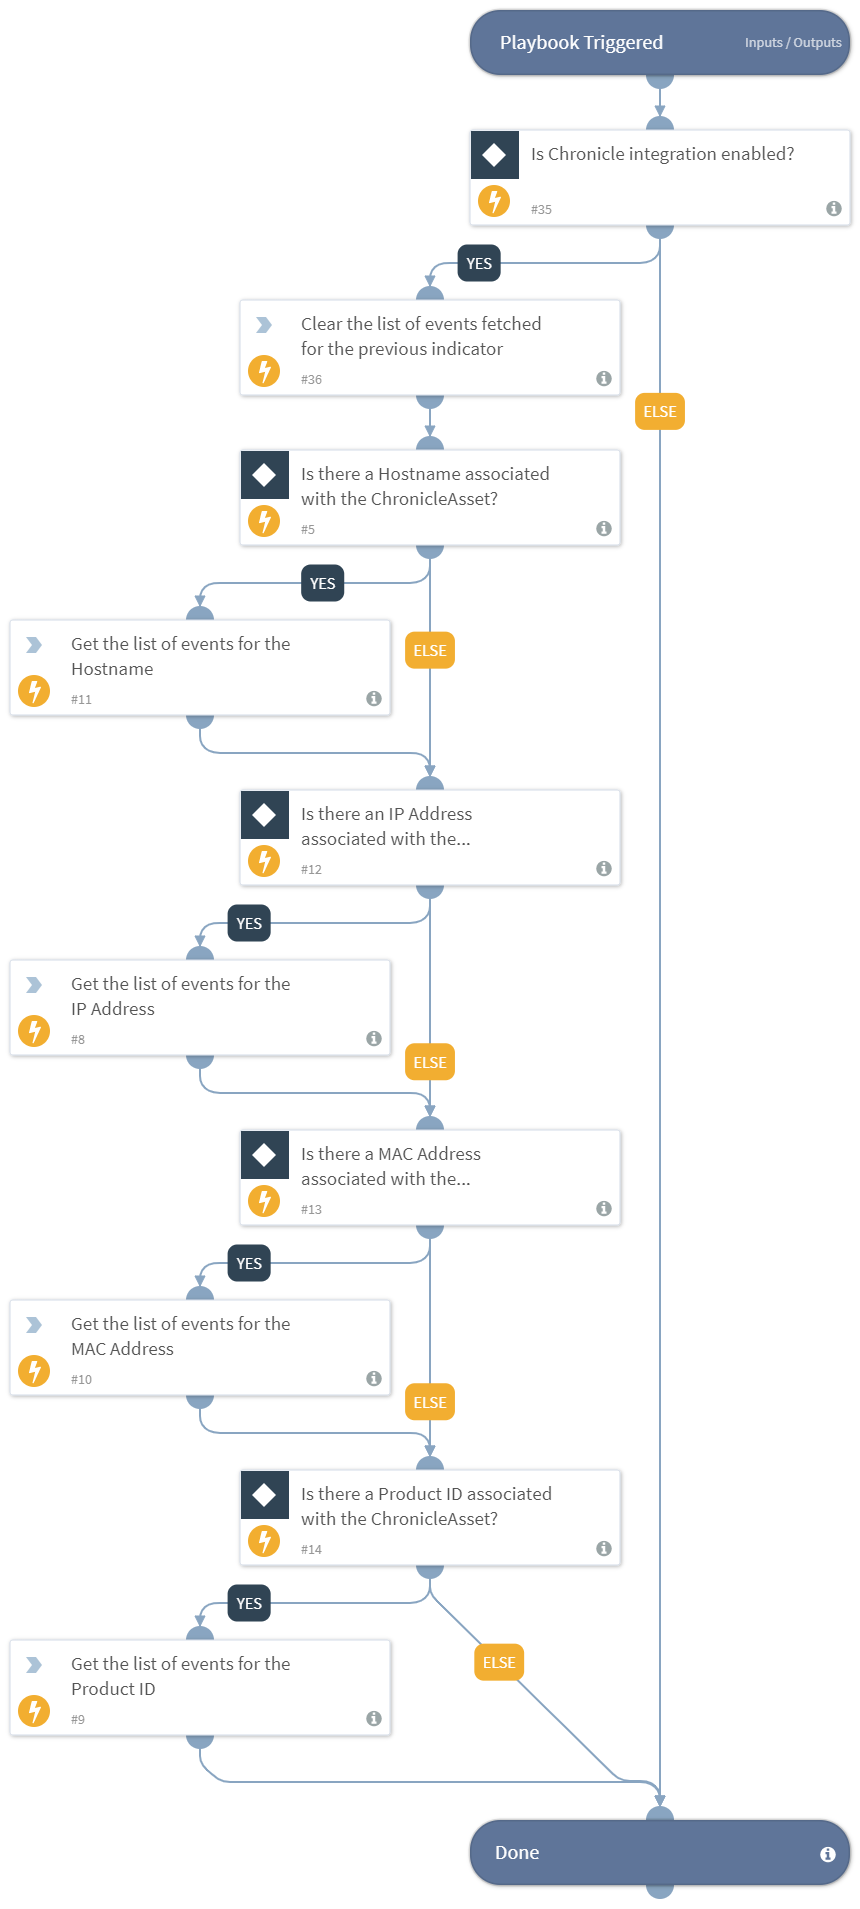 Playbook Triggered
Inputs / Outputs
Is Chronicle integration enabled?
#35
YES
Clear the list of events fetched
for the previous indicator
#36
ELSE
Is there a Hostname associated
with the ChronicleAsset?
#5
YES
Get the list of events for the
Hostname
#11
ELSE
Is there an IP Address
associated with the...
#12
YES
Get the list of events for the
IP Address
#8
ELSE
Is there a MAC Address
associated with the...
#13
YES
Get the list of events for the
MAC Address
#10
ELSE
Is there a Product ID associated
with the ChronicleAsset?
#14
YES
Get the list of events for the
Product ID
#9
ELSE
Done